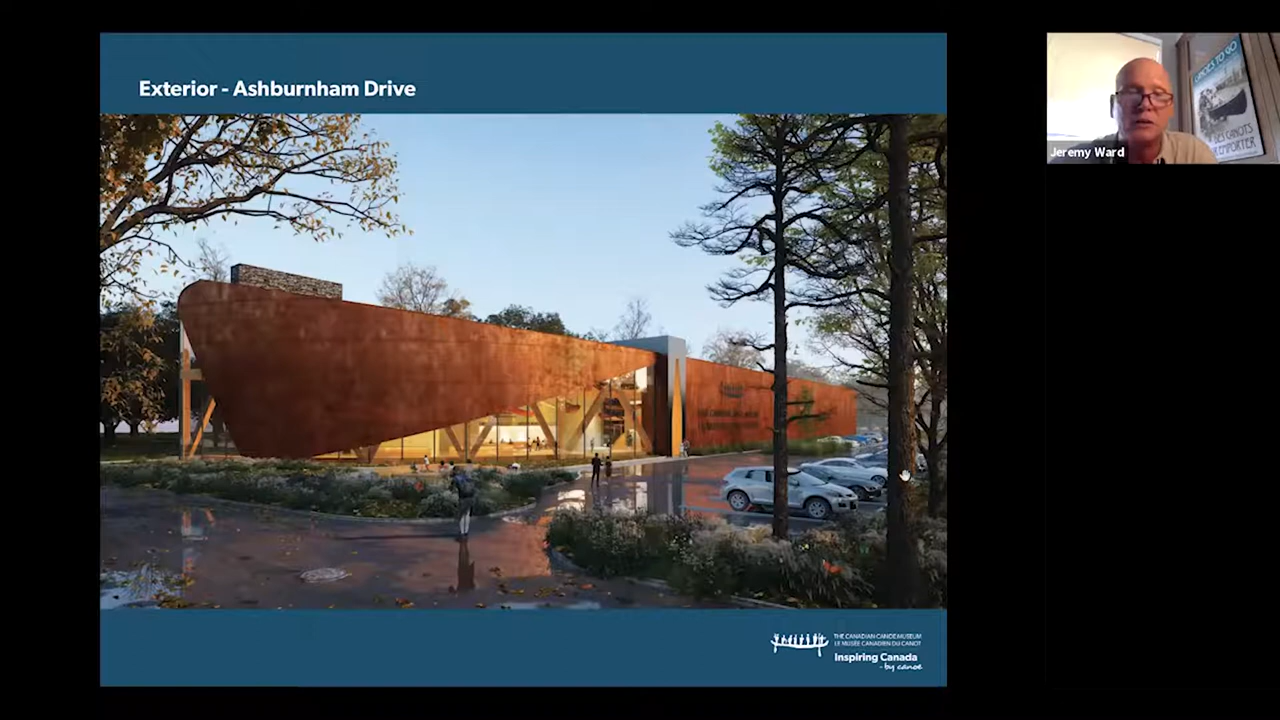 Exterior - Ashburnham Drive
Jeremy Ward
THE CANADIAN CANOE MUSEUM
LE MUSÉE CANADIEN DU CANOT
Inspiring Canada
- by canoe